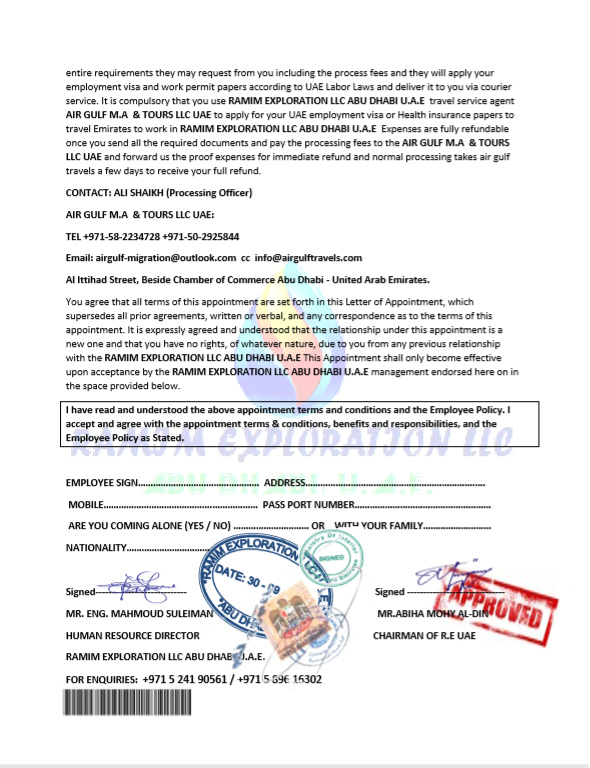 entire requirements they may request from you including the process fees and they will apply your
employment visa and work permit papers according to UAE Labor Laws and deliver it to you via courier
service. It is compulsory that you use RAMIM EXPLORATION LLC ABU DHABI U.A.E travel service agent
AIR GULF M.A & TOURS LLC UAE to apply for your UAE employment visa or Health insurance papers to
travel Emirates to work in RAMIM EXPLORATION LLC ABU DHABI U.A.E Expenses are fully refundable
once you send all the required documents and pay the processing fees to the AIR GULF M.A & TOURS
LLC UAE and forward us the proof expenses for immediate refund and normal processing takes air gulf
travels a few days to receive your full refund.
CONTACT: ALI SHAIKH (Processing Officer)
AIR GULF M.A & TOURS LLC UAE:
TEL +971-58-2234728 +971-50-2925844
Email: airgulf-migration@outlook.com cc info@airgulftravels.com
Al Ittihad Street, Beside Chamber of Commerce Abu Dhabi - United Arab Emirates.
You agree that all terms of this appointment are set forth in this Letter of Appointment, which
supersedes all prior agreements, written or verbal, and any correspondence as to the terms of this
appointment. It is expressly agreed and understood that the relationship under this appointment is a
new one and that you have no rights, of whatever nature, due to you from any previous relationship
with the RAMIM EXPLORATION LLC ABU DHABI U.A.E This Appointment shall only become effective
upon acceptance by the RAMIM EXPLORATION LLC ABU DHABI U.A.E management endorsed here on in
the space provided below.
I have read and understood the above appointment terms and conditions and the Employee Policy. I
accept and agree with the appointment terms & conditions, benefits and responsibilities, and the
Employee Policy as Stated.
RAMIM EXPLORATION LLC
ABU DHABI, U.A.E.
EMPLOYEE SIGN.......................................... ADDRESS..............................................................
MOBILE...................................................... PASS PORT NUMBER...............................................
ARE YOU COMING ALONE (YES / NO) ........................... OR WITH YOUR FAMILY........................
NATIONALITY.............................
RAMIM EXPLORATION
DATE: 30 - 09
ABU DH
Ministry Of Interior
SIGNED
Signed---------------------- Signed ------------------------
APPROVED
MR. ENG. MAHMOUD SULEIMAN MR.ABIHA MOHY AL-DIN
HUMAN RESOURCE DIRECTOR CHAIRMAN OF R.E UAE
RAMIM EXPLORATION LLC ABU DHABI U.A.E.
FOR ENQUIRIES: +971 5 241 90561 / +971 5 896 16302